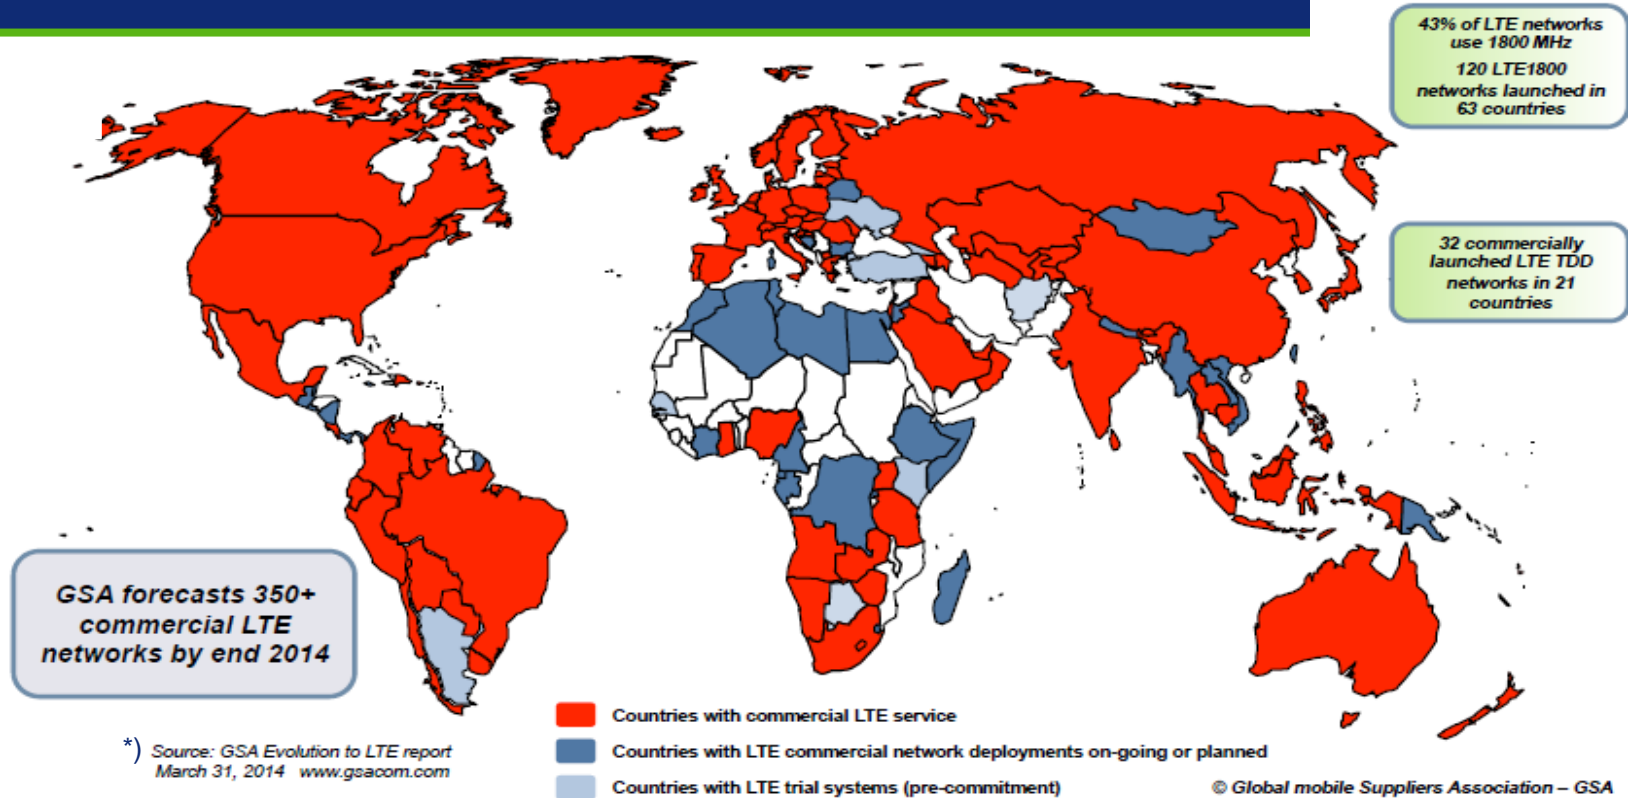 43% of LTE networks
use 1800 MHz
120 LTE1800
networks launched in
63 countries
32 commercially
launched LTE TDD
networks in 21
countries
GSA forecasts 350+
commercial LTE
networks by end 2014
Countries with commercial LTE service
Countries with LTE commercial network deployments on-going or planned
Countries with LTE trial systems (pre-commitment)
*) Source: GSA Evolution to LTE report
March 31, 2014 www.gsacom.com
© Global mobile Suppliers Association – GSA